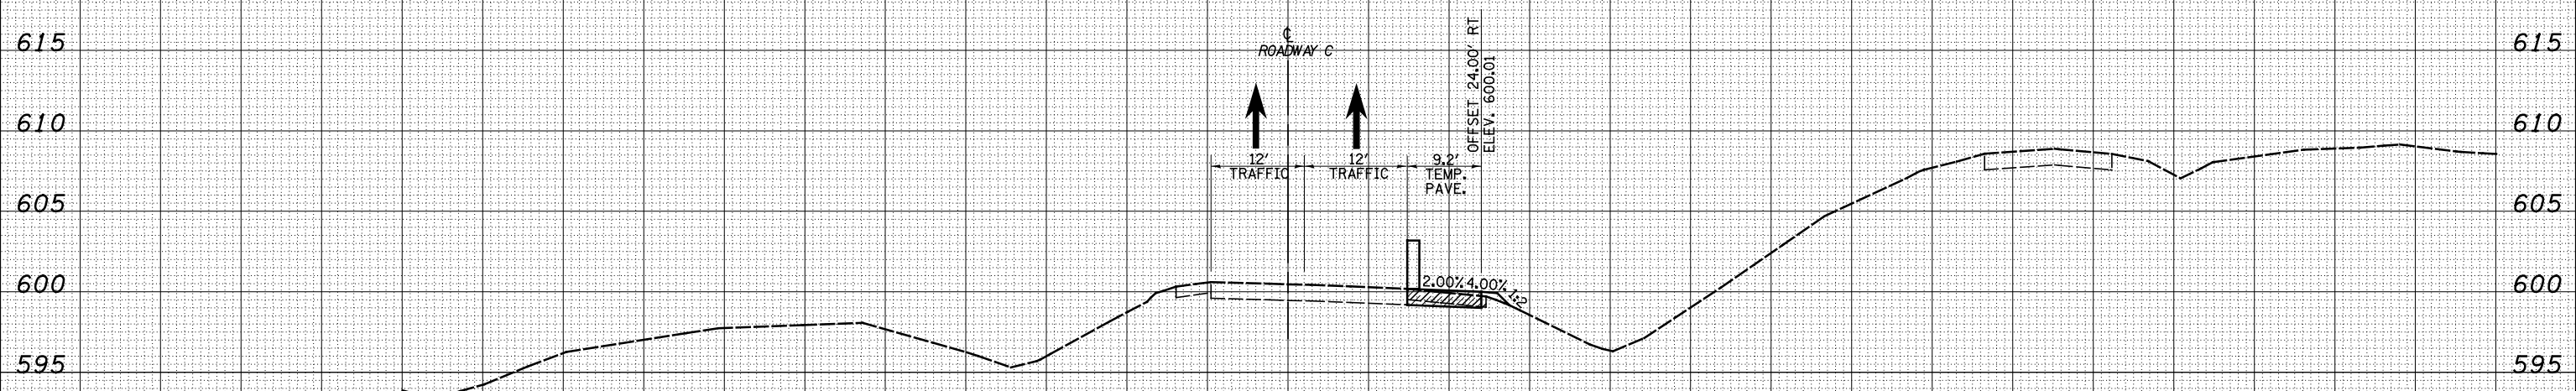 615
℄
ROADWAY C
OFFSET 24.00' RT
ELEV. 600.01
615
610
610
12'
TRAFFIC
12'
TRAFFIC
9.2'
TEMP.
PAVE.
605
605
600
2.00%
4.00%
1:2
600
595
595